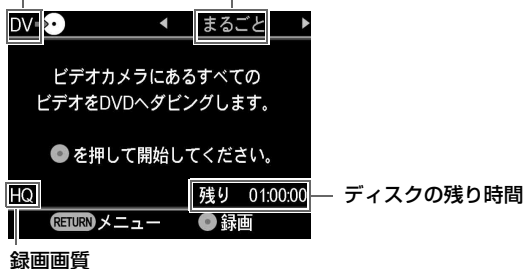 DV
まるごと
ビデオカメラにあるすべての
ビデオをDVDへダビングします。
を押して開始してください。
HQ
残り 01:00:00
ディスクの残り時間
RETURN メニュー
録画
録画画質